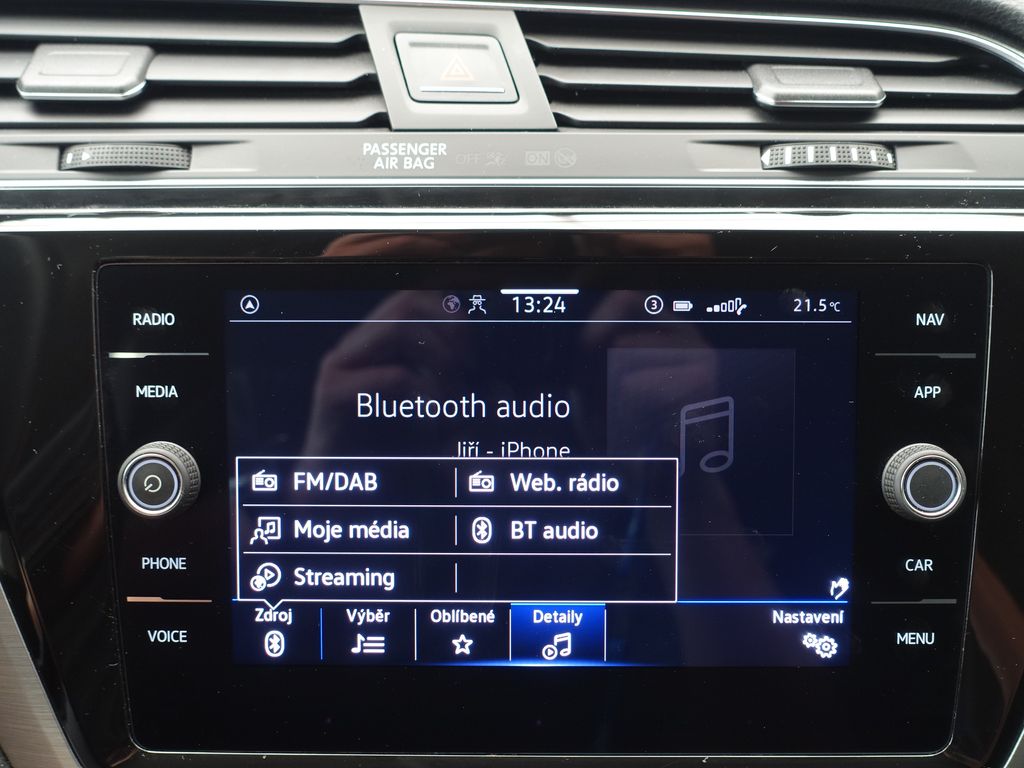 PASSENGER
AIR BAG OFF ON
RADIO
MEDIA
PHONE
VOICE
13:24 3 21.5°C
Bluetooth audio
Jiří - iPhone
FM/DAB Web. rádio
Moje média BT audio
Streaming
Zdroj Výběr Oblíbené Detaily Nastavení
NAV
APP
CAR
MENU